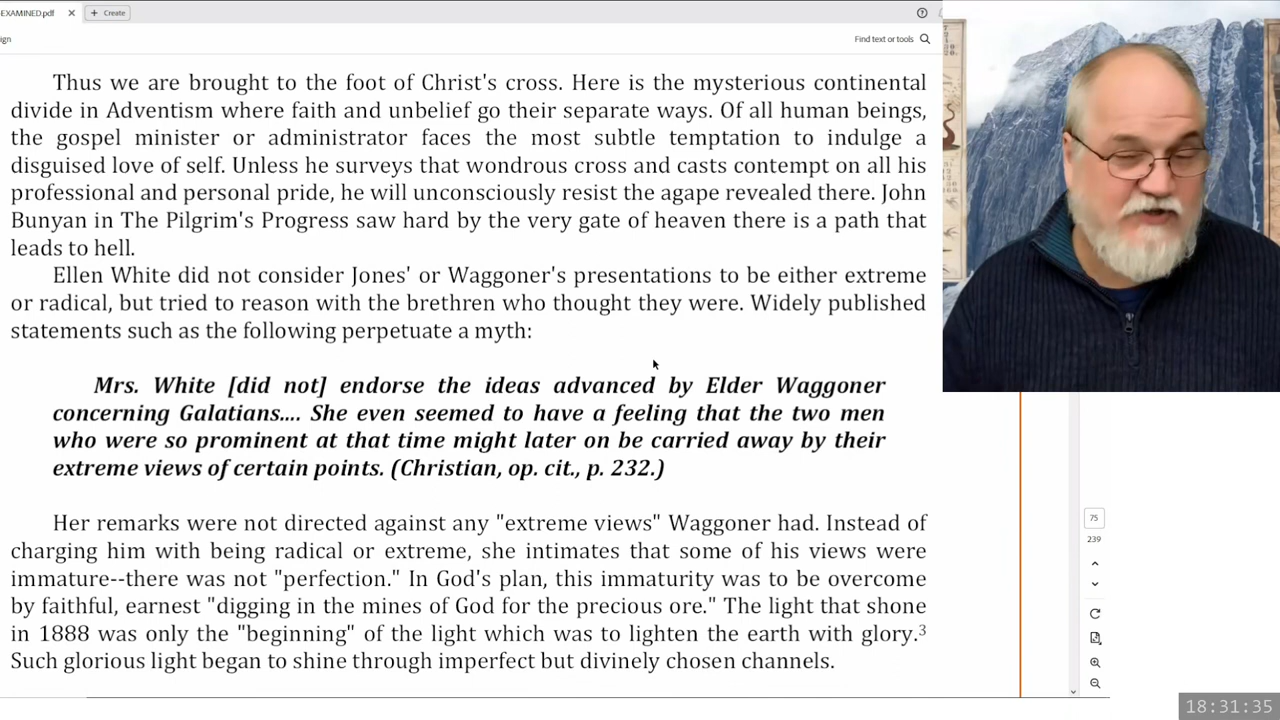 EXAMINED.pdf
Create
ign
Find text or tools
Thus we are brought to the foot of Christ's cross. Here is the mysterious continental
divide in Adventism where faith and unbelief go their separate ways. Of all human beings,
the gospel minister or administrator faces the most subtle temptation to indulge a
disguised love of self. Unless he surveys that wondrous cross and casts contempt on all his
professional and personal pride, he will unconsciously resist the agape revealed there. John
Bunyan in The Pilgrim's Progress saw hard by the very gate of heaven there is a path that
leads to hell.
Ellen White did not consider Jones' or Waggoner's presentations to be either extreme
or radical, but tried to reason with the brethren who thought they were. Widely published
statements such as the following perpetuate a myth:
Mrs. White [did not] endorse the ideas advanced by Elder Waggoner
concerning Galatians.... She even seemed to have a feeling that the two men
who were so prominent at that time might later on be carried away by their
extreme views of certain points. (Christian, op. cit., p. 232.)
Her remarks were not directed against any "extreme views" Waggoner had. Instead of
charging him with being radical or extreme, she intimates that some of his views were
immature--there was not "perfection." In God's plan, this immaturity was to be overcome
by faithful, earnest "digging in the mines of God for the precious ore." The light that shone
in 1888 was only the "beginning" of the light which was to lighten the earth with glory.³
Such glorious light began to shine through imperfect but divinely chosen channels.
75
239
18:31:35